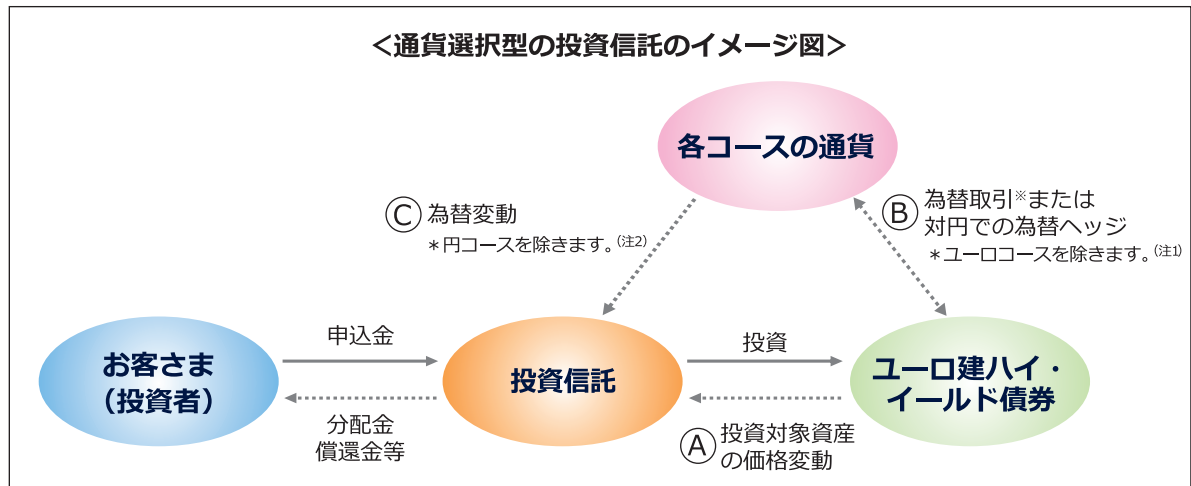 ＜通貨選択型の投資信託のイメージ図＞
各コースの通貨
Ⓒ 為替変動
＊円コースを除きます。(注2)
Ⓑ 為替取引※または
対円での為替ヘッジ
＊ユーロコースを除きます。(注1)
お客さま
（投資者）
申込金
分配金
償還金等
投資信託
投資
Ⓐ 投資対象資産
の価格変動
ユーロ建ハイ・
イールド債券